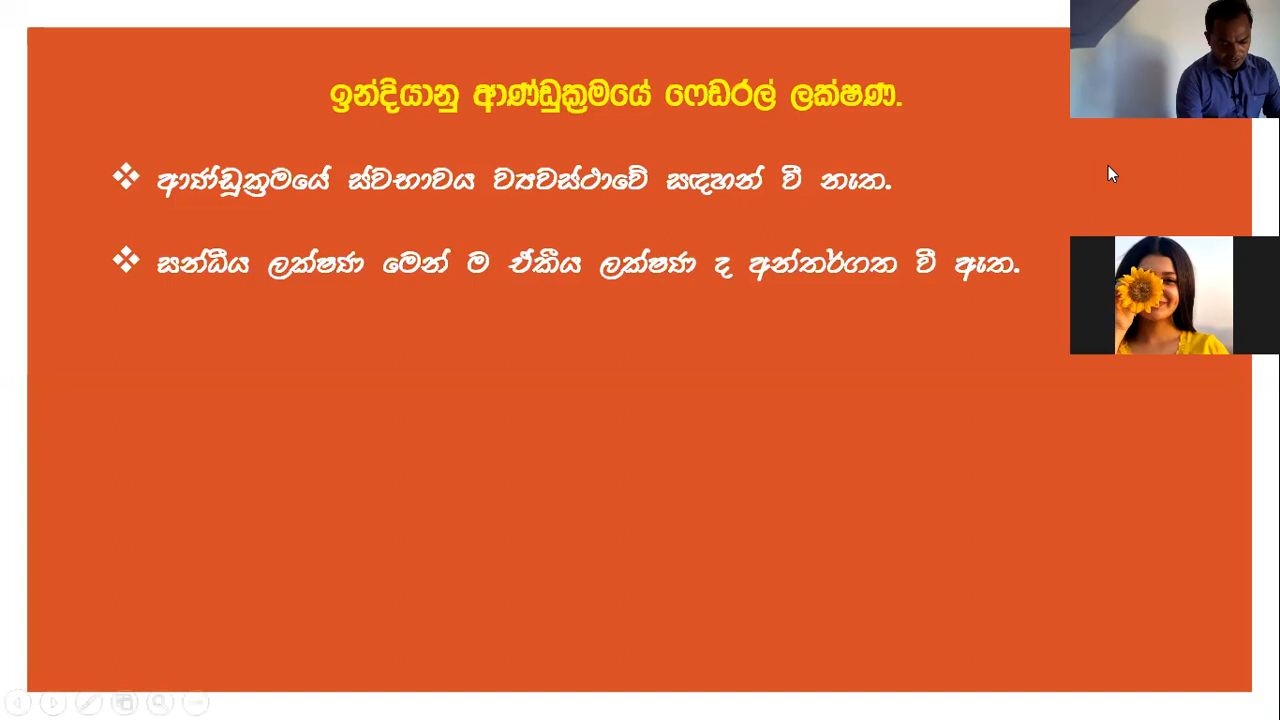 ඉන්දියානු ආණ්ඩුක්‍රමයේ ෆෙඩරල් ලක්ෂණ.
❖ ආණ්ඩූක්‍රමයේ ස්වභාවය ව්‍යවස්ථාවේ සඳහන් වී නැත.
❖ සන්ධීය ලක්ෂණ මෙන් ම ඒකීය ලක්ෂණ ද අන්තර්ගත වී ඇත.